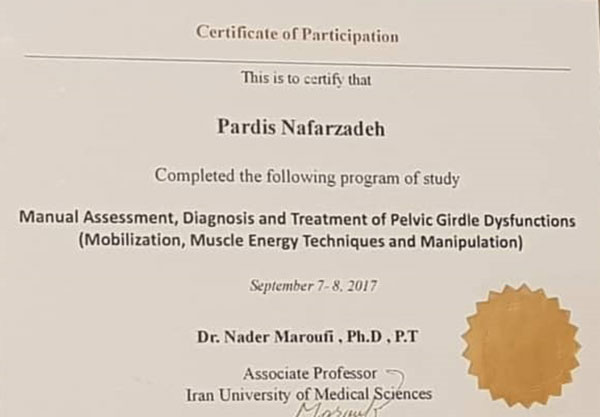 Certificate of Participation
This is to certify that
Pardis Nafarzadeh
Completed the following program of study
Manual Assessment, Diagnosis and Treatment of Pelvic Girdle Dysfunctions
(Mobilization, Muscle Energy Techniques and Manipulation)
September 7-8, 2017
Dr. Nader Maroufi , Ph.D , P.T
Associate Professor
Iran University of Medical Sciences